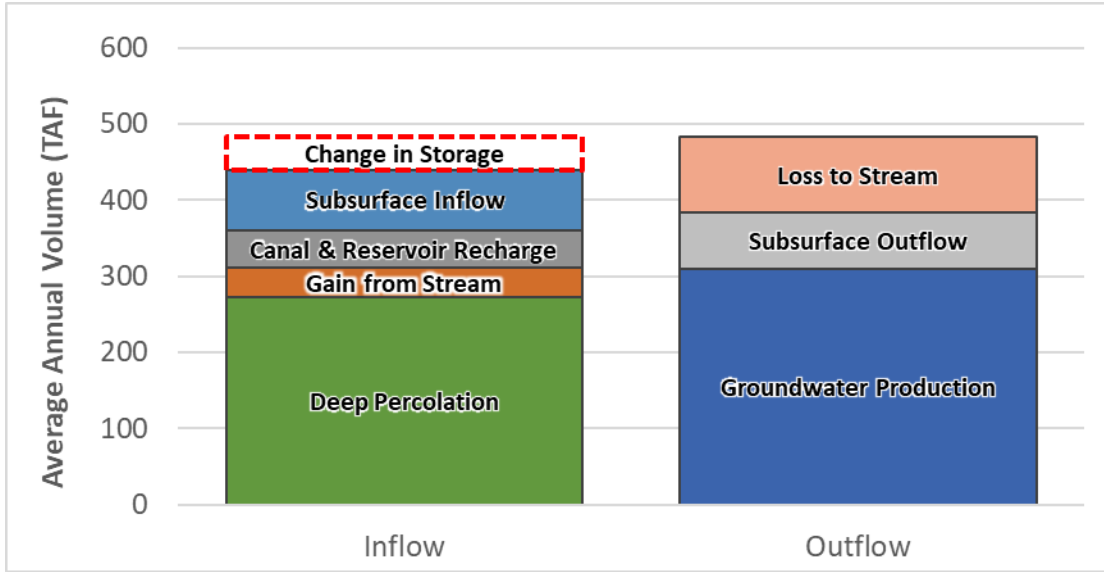 Average Annual Volume (TAF)
600
500
400
300
200
100
0
Change in Storage
Subsurface Inflow
Canal & Reservoir Recharge
Gain from Stream
Deep Percolation
Loss to Stream
Subsurface Outflow
Groundwater Production
Inflow
Outflow